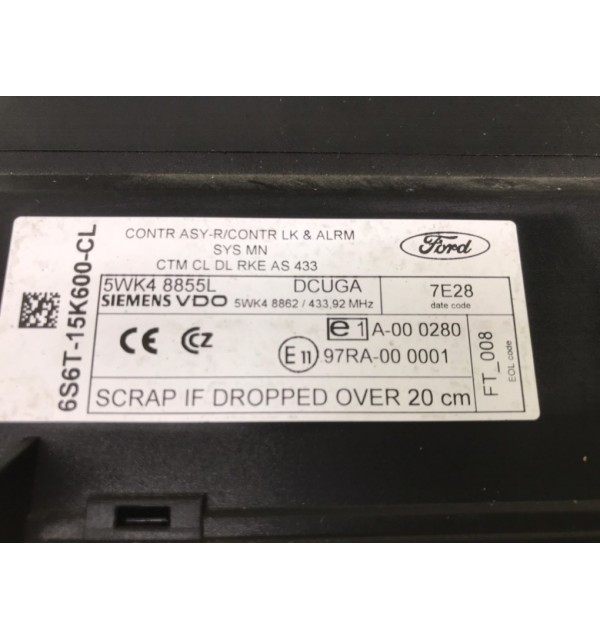 6S6T-15K600-CL
CONTR ASY-R/CONTR LK & ALRM
SYS MN
CTM CL DL RKE AS 433
Ford
5WK4 8855L DCUGA
SIEMENS VDO 5WK4 8862 / 433,92 MHz
7E28
date code
CE CZ
e1 A-00 0280
E11 97RA-00 0001
SCRAP IF DROPPED OVER 20 cm
FT_008
EOL code